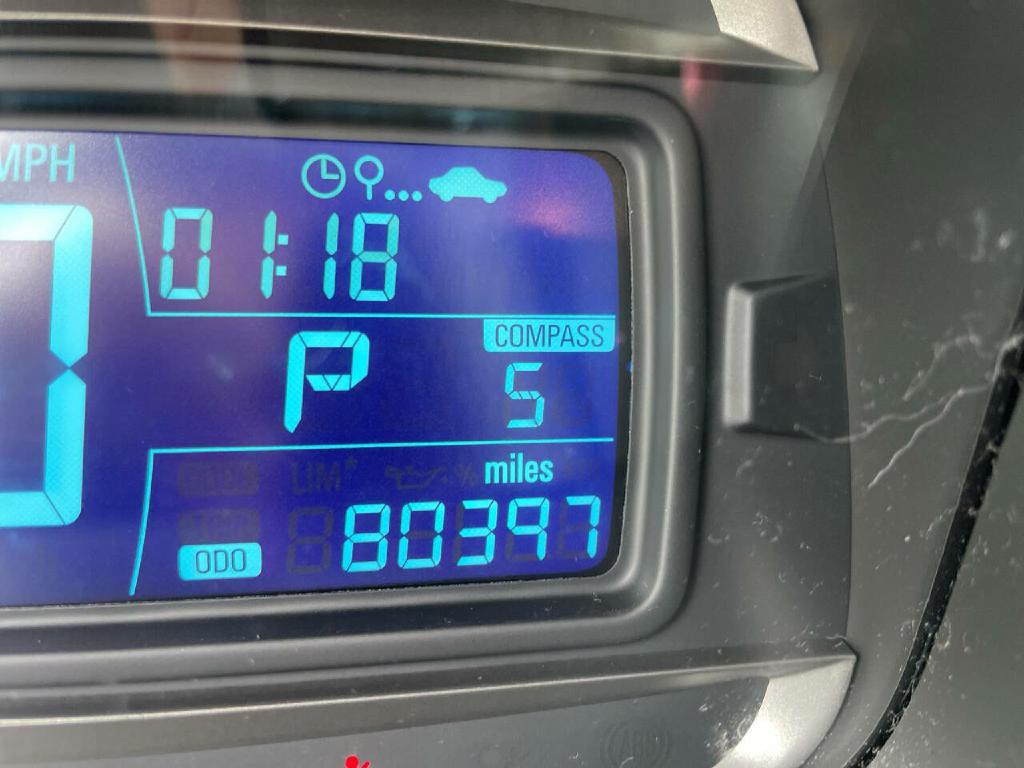 MPH
01:18
COMPASS
P
S
miles
ODO 80397